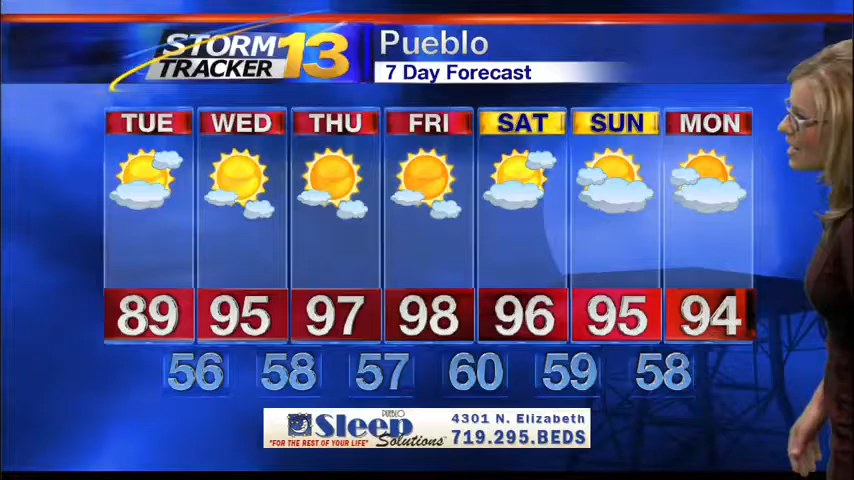 STORM
TRACKER 13
Pueblo
7 Day Forecast
TUE WED THU FRI SAT SUN MON
89 95 97 98 96 95 94
56 58 57 60 59 58
PUEBLO
Sleep
Solutions
"FOR THE REST OF YOUR LIFE"
4301 N. Elizabeth
719.295.BEDS